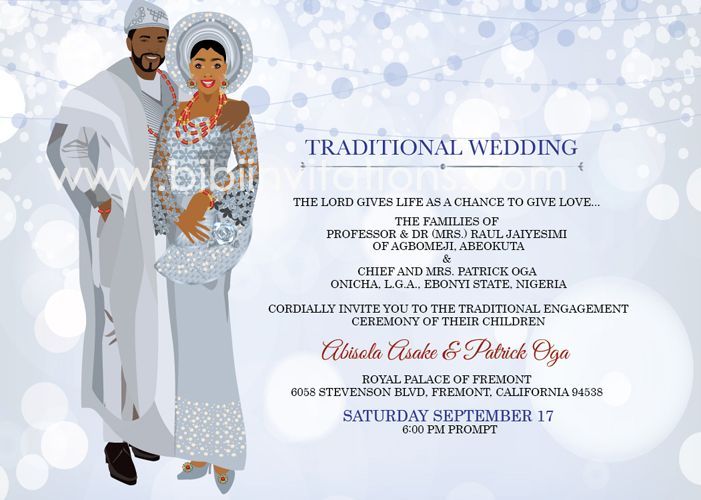 TRADITIONAL WEDDING
www.bibiinvitations.com
THE LORD GIVES LIFE AS A CHANCE TO GIVE LOVE...
THE FAMILIES OF
PROFESSOR & DR (MRS.) RAUL JAIYESIMI
OF AGBOMEJI, ABEOKUTA
&
CHIEF AND MRS. PATRICK OGA
ONICHA, L.G.A., EBONYI STATE, NIGERIA
CORDIALLY INVITE YOU TO THE TRADITIONAL ENGAGEMENT
CEREMONY OF THEIR CHILDREN
Abisola Asake & Patrick Oga
ROYAL PALACE OF FREMONT
6058 STEVENSON BLVD, FREMONT, CALIFORNIA 94538
SATURDAY SEPTEMBER 17
6:00 PM PROMPT